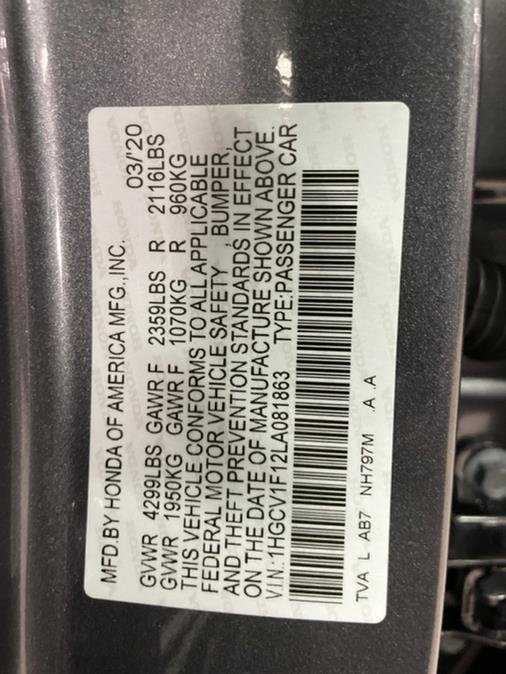 MFD.BY HONDA OF AMERICA MFG.,INC. 03/'20
GVWR 4299LBS GAWR F 2359LBS R 2116LBS
GVWR 1950KG GAWR F 1070KG R 960KG
THIS VEHICLE CONFORMS TO ALL APPLICABLE
FEDERAL MOTOR VEHICLE SAFETY , BUMPER,
AND THEFT PREVENTION STANDARDS IN EFFECT
ON THE DATE OF MANUFACTURE SHOWN ABOVE.
V.I.N.:1HGCV1F12LA081863 TYPE:PASSENGER CAR
TVA L AB7 NH797M .A .A